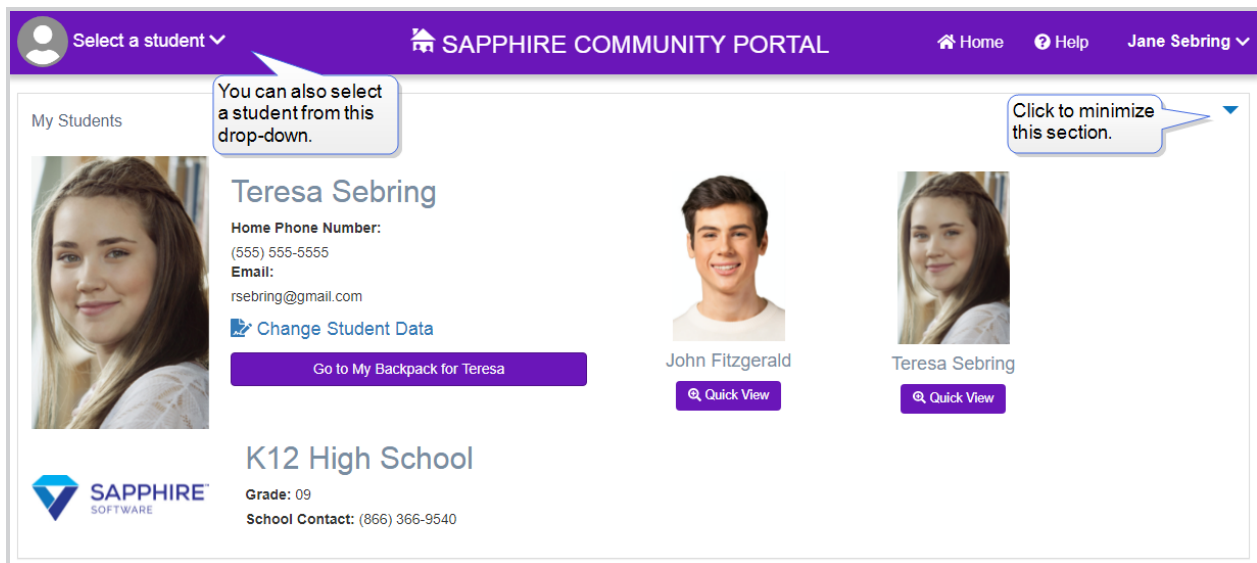 Select a student
SAPPHIRE COMMUNITY PORTAL
Home
Help
Jane Sebring
You can also select
a student from this
drop-down.
Click to minimize
this section.
My Students
Teresa Sebring
Home Phone Number:
(555) 555-5555
Email:
rsebring@gmail.com
Change Student Data
Go to My Backpack for Teresa
John Fitzgerald
Quick View
Teresa Sebring
Quick View
SAPPHIRE™
SOFTWARE
K12 High School
Grade: 09
School Contact: (866) 366-9540